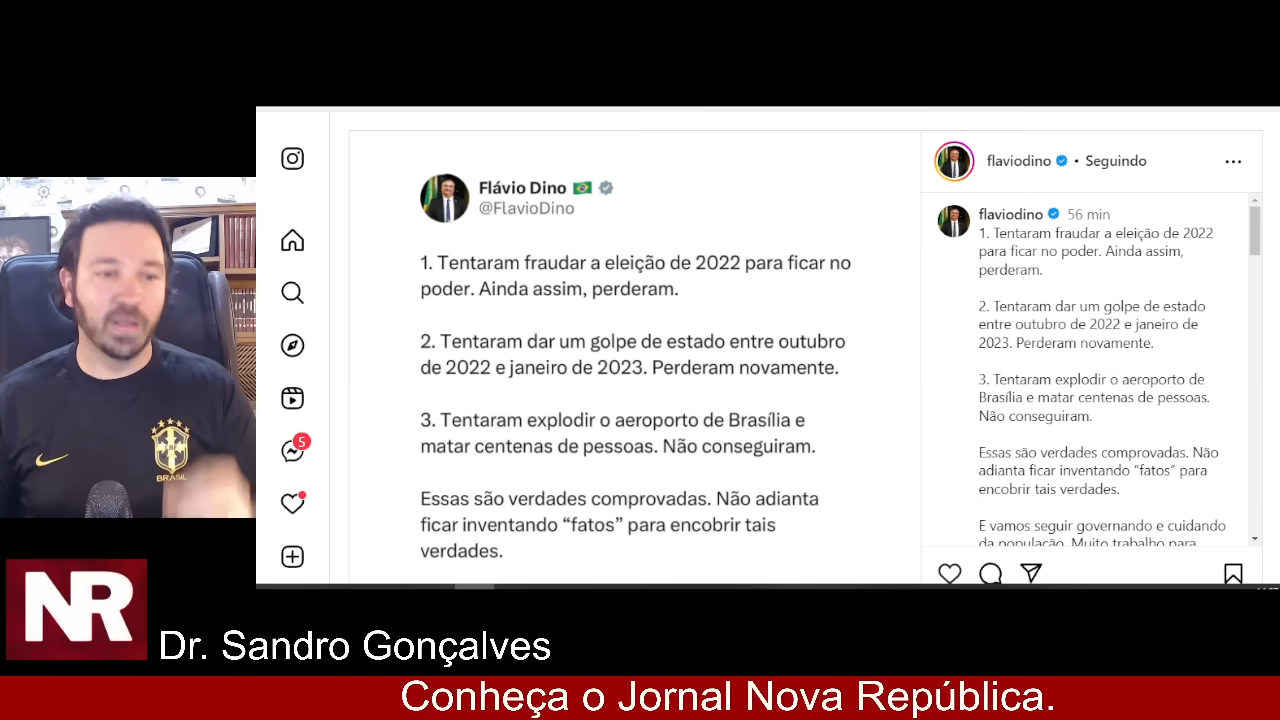 Flávio Dino
@FlavioDino
1. Tentaram fraudar a eleição de 2022 para ficar no
poder. Ainda assim, perderam.
2. Tentaram dar um golpe de estado entre outubro
de 2022 e janeiro de 2023. Perderam novamente.
3. Tentaram explodir o aeroporto de Brasília e
matar centenas de pessoas. Não conseguiram.
Essas são verdades comprovadas. Não adianta
ficar inventando “fatos” para encobrir tais
verdades.
flaviodino • Seguindo
flaviodino 56 min
1. Tentaram fraudar a eleição de 2022
para ficar no poder. Ainda assim,
perderam.
2. Tentaram dar um golpe de estado
entre outubro de 2022 e janeiro de
2023. Perderam novamente.
3. Tentaram explodir o aeroporto de
Brasília e matar centenas de pessoas.
Não conseguiram.
Essas são verdades comprovadas. Não
adianta ficar inventando “fatos” para
encobrir tais verdades.
E vamos seguir governando e cuidando
da população. Muito trabalho para
5
BRASIL
NR
Dr. Sandro Gonçalves
Conheça o Jornal Nova República.